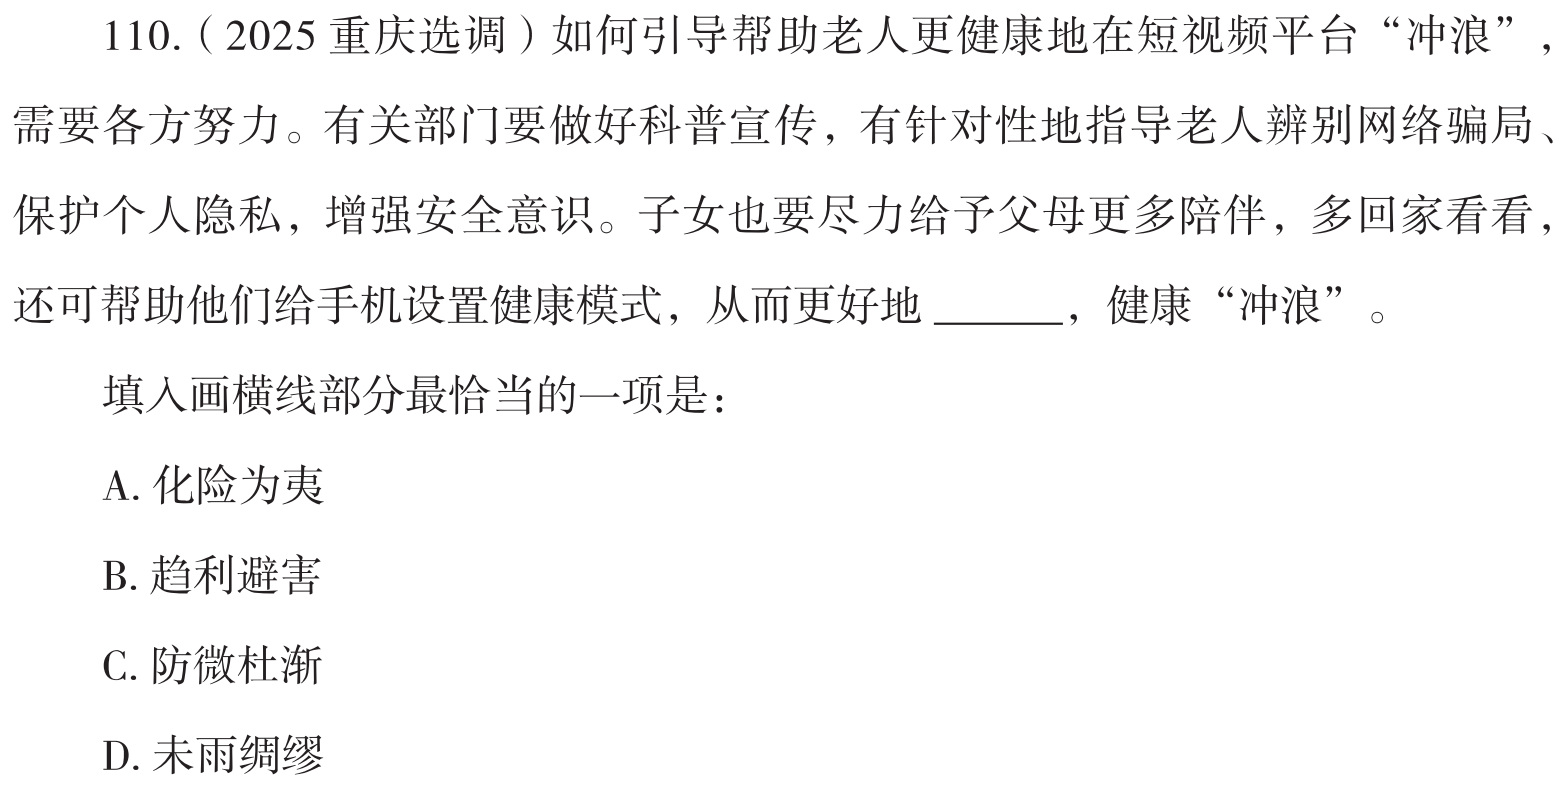 110.（2025 重庆选调）如何引导帮助老人更健康地在短视频平台“冲浪”，
需要各方努力。有关部门要做好科普宣传，有针对性地指导老人辨别网络骗局、
保护个人隐私，增强安全意识。子女也要尽力给予父母更多陪伴，多回家看看，
还可帮助他们给手机设置健康模式，从而更好地 ______，健康“冲浪”。
填入画横线部分最恰当的一项是：
A. 化险为夷
B. 趋利避害
C. 防微杜渐
D. 未雨绸缪